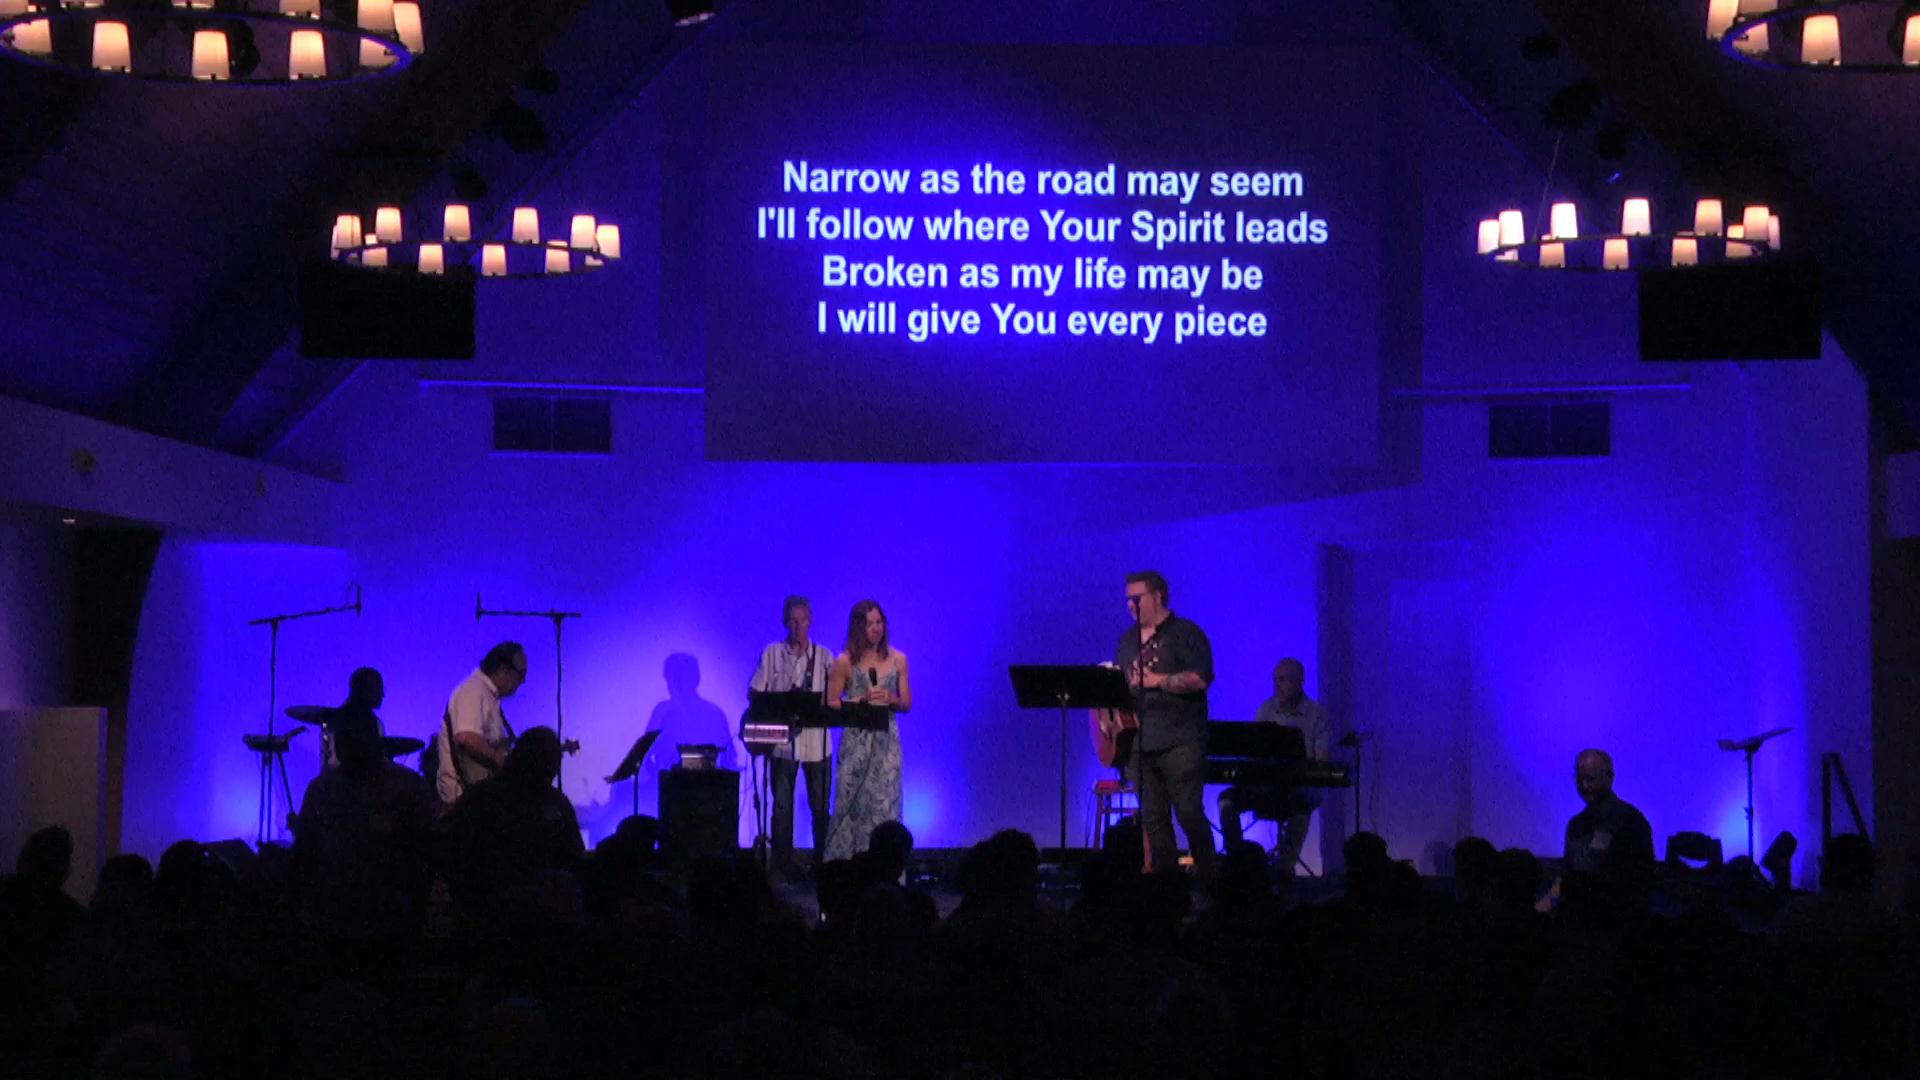 Narrow as the road may seem
I'll follow where Your Spirit leads
Broken as my life may be
I will give You every piece